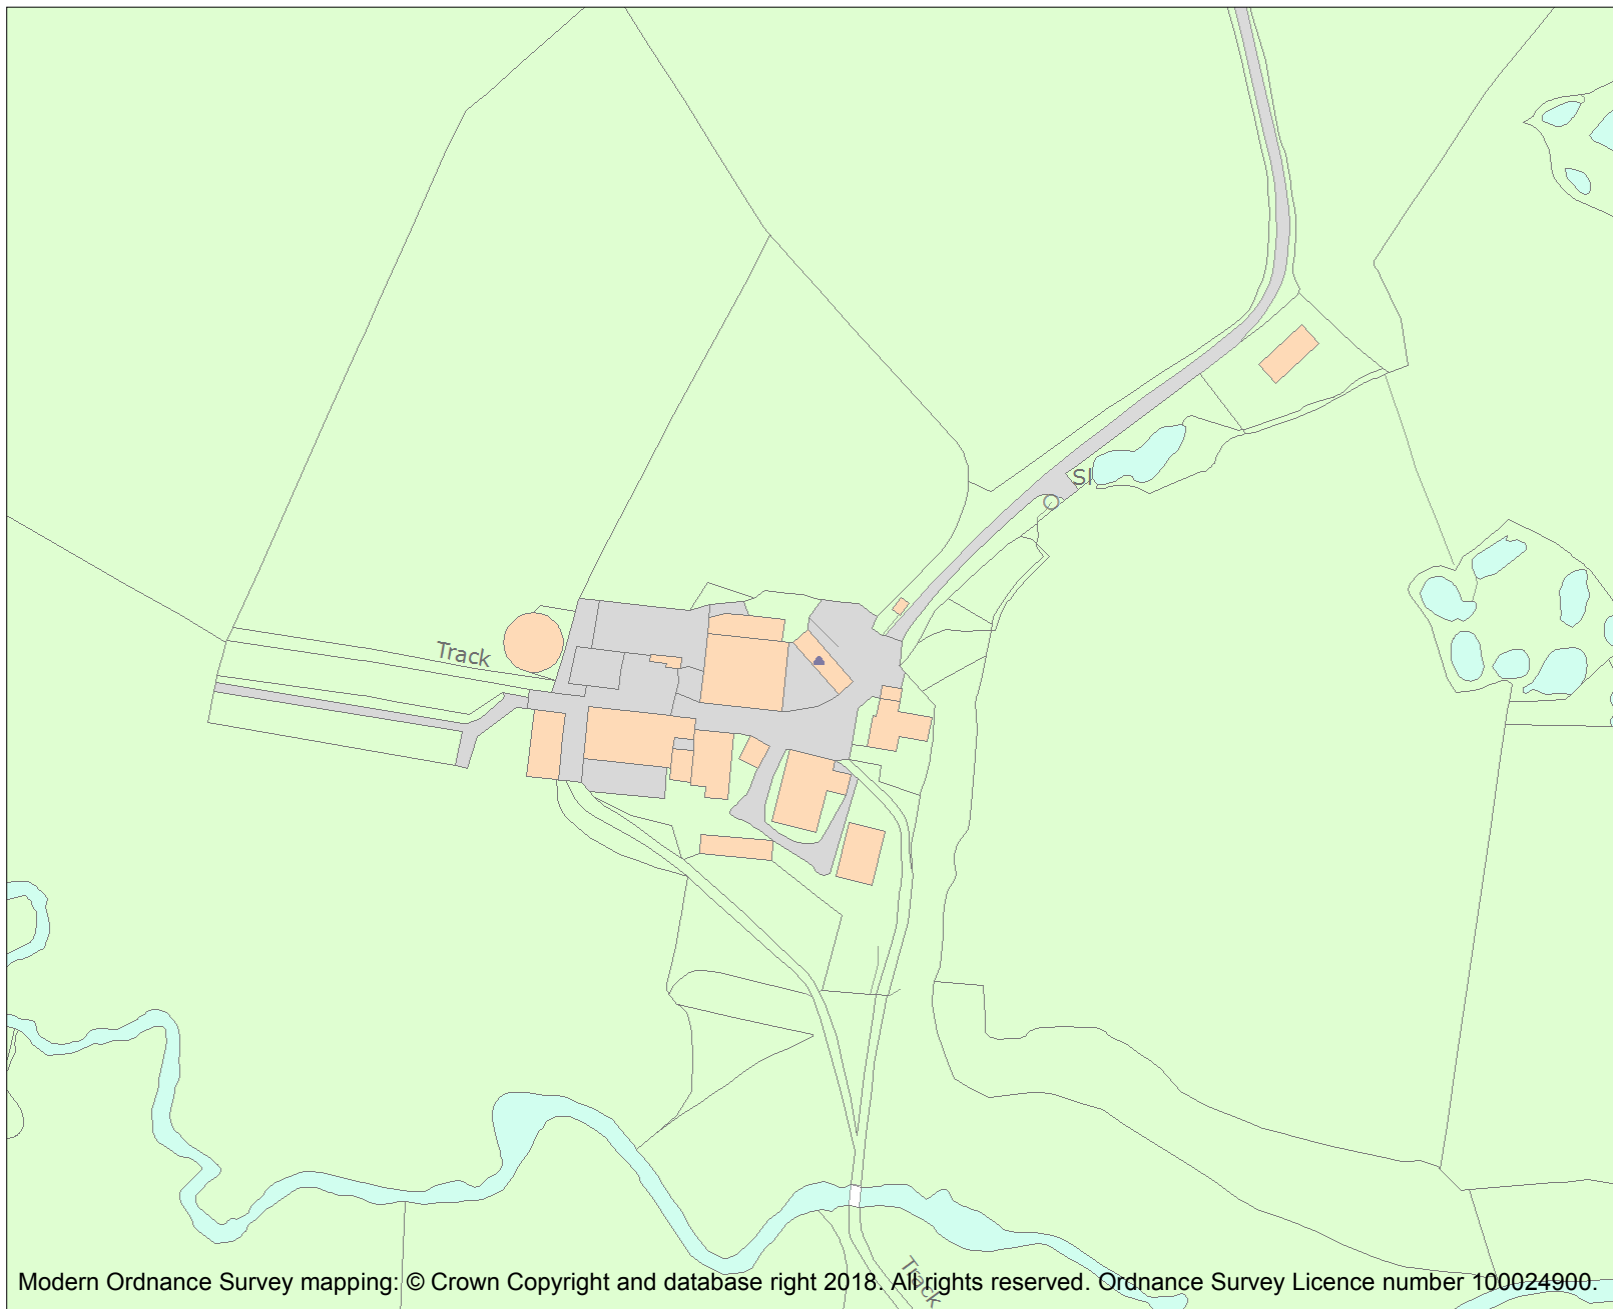 Sl
Track
Track
Modern Ordnance Survey mapping: © Crown Copyright and database right 2018. All rights reserved. Ordnance Survey Licence number 100024900.